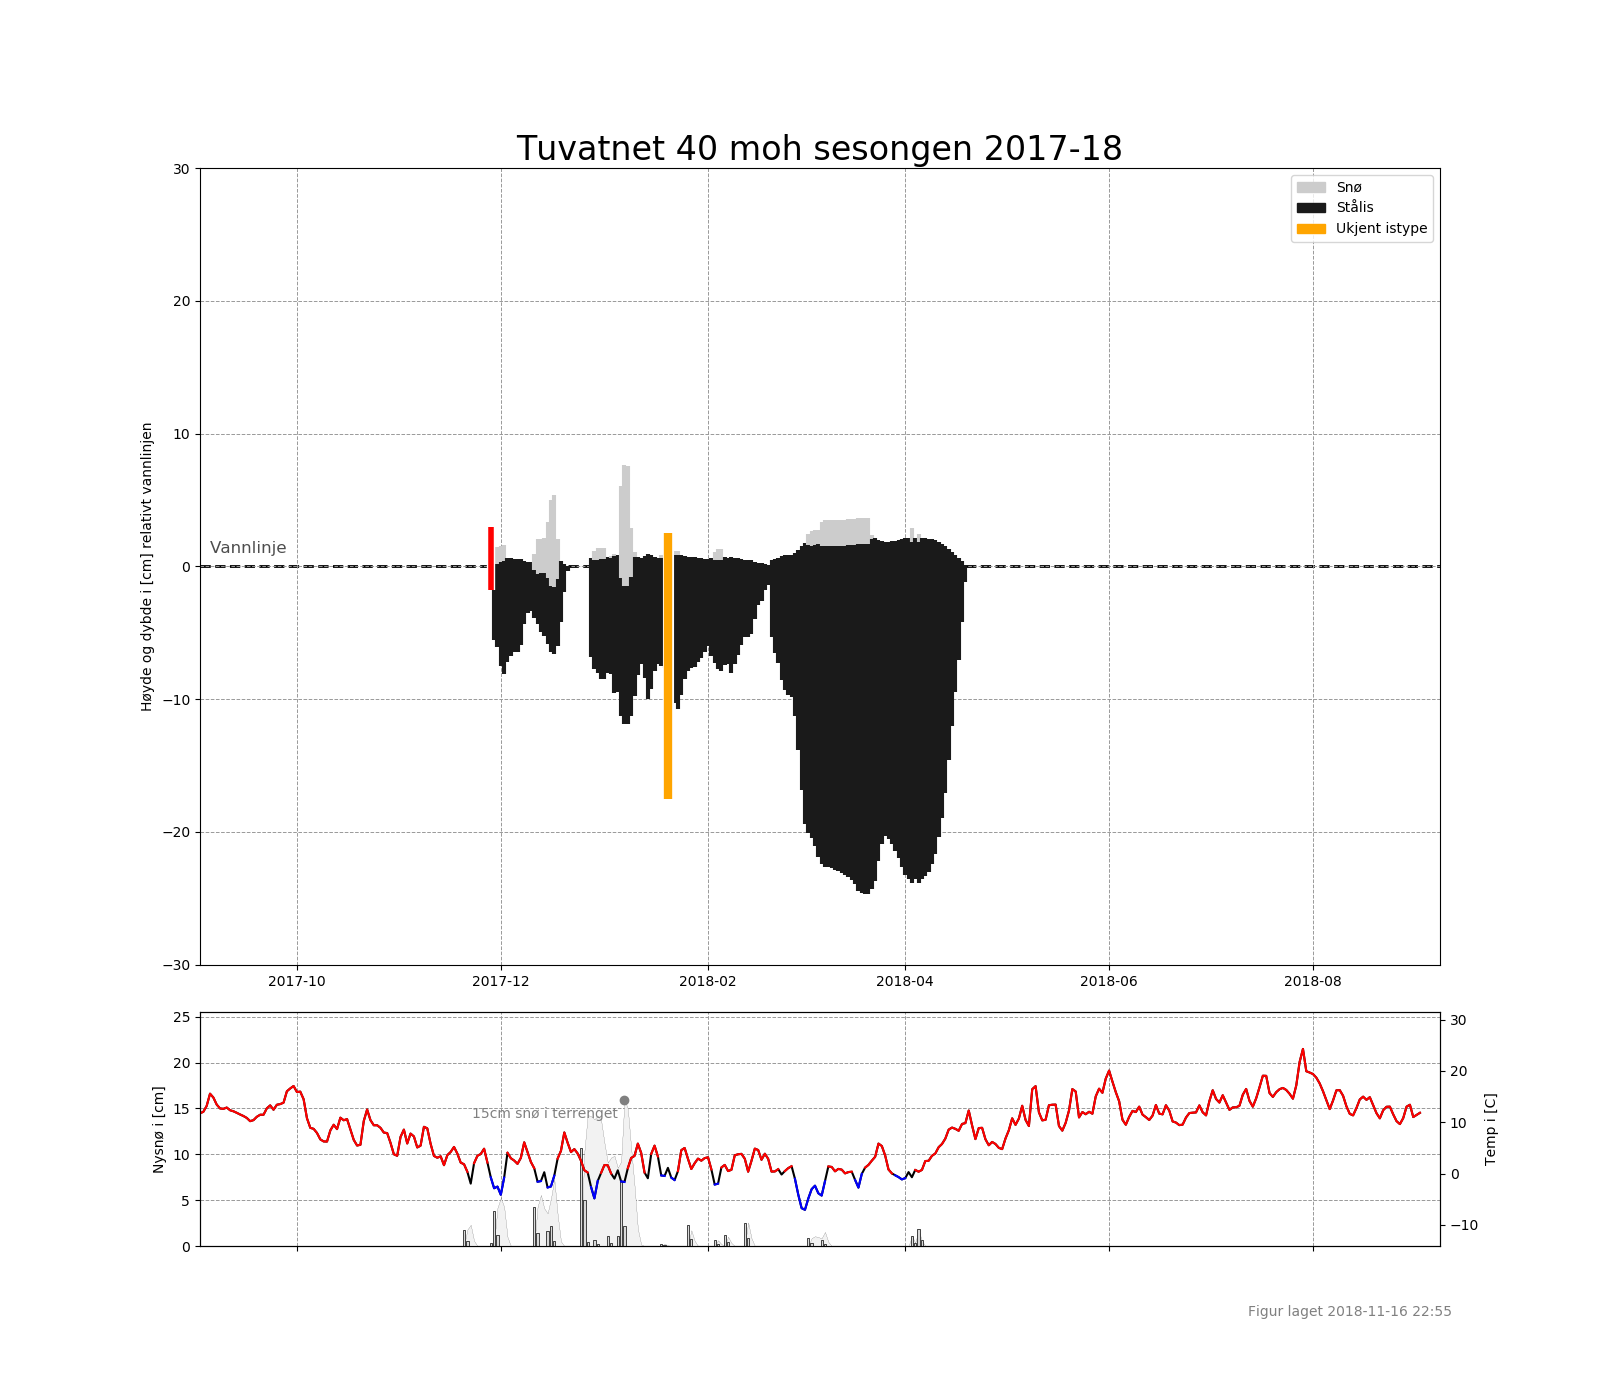 Tuvatnet 40 moh sesongen 2017-18
30
20
10
0
−10
−20
−30
Høyde og dybde i [cm] relativt vannlinjen
Vannlinje
Snø
Stålis
Ukjent istype
2017-10
2017-12
2018-02
2018-04
2018-06
2018-08
25
20
15
10
5
0
Nysnø i [cm]
15cm snø i terrenget
30
20
10
0
−10
Temp i [C]
Figur laget 2018-11-16 22:55